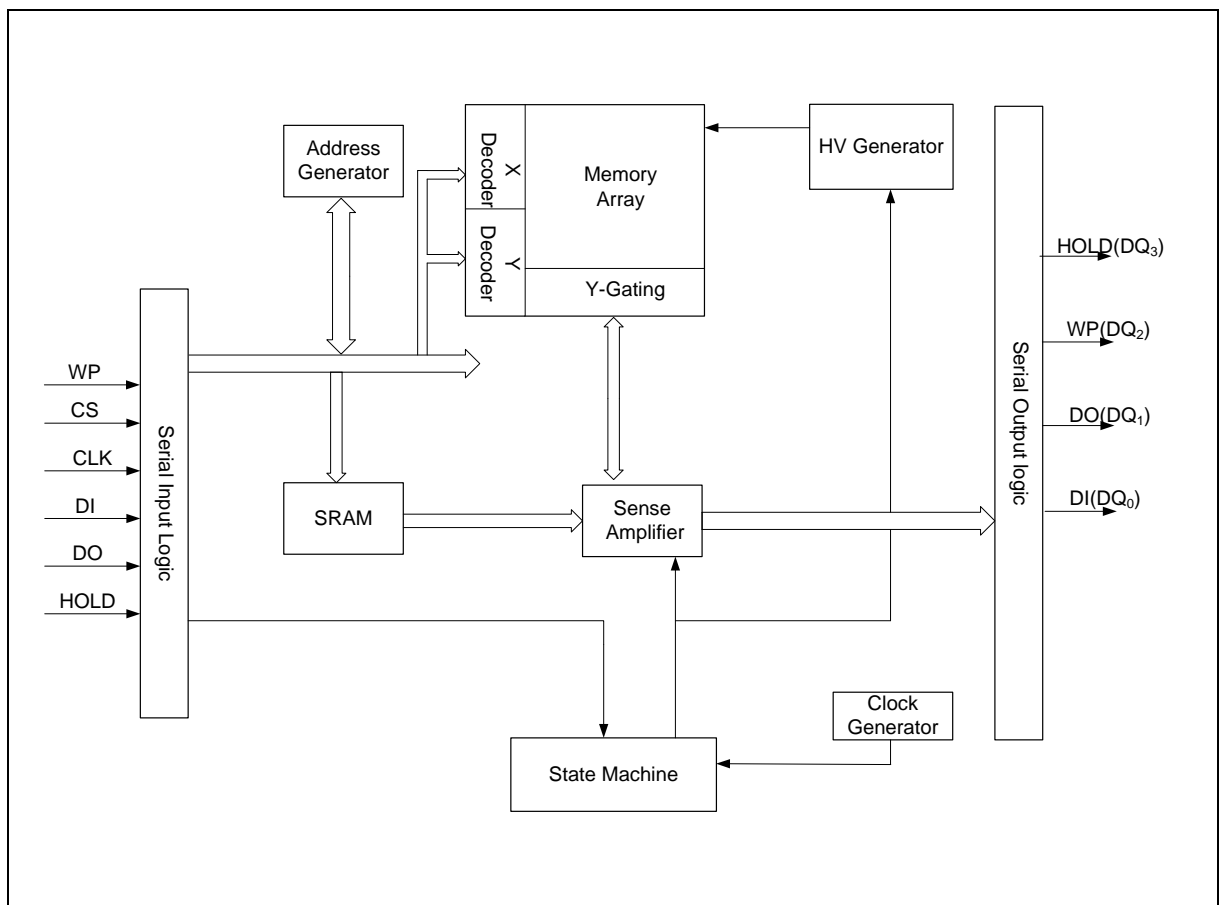 Address
Generator
X
Decoder
Y
Decoder
Memory
Array
Y-Gating
HV Generator
WP
CS
CLK
DI
DO
HOLD
Serial Input Logic
SRAM
Sense
Amplifier
Serial Output logic
HOLD(DQ₃)
WP(DQ₂)
DO(DQ₁)
DI(DQ₀)
Clock
Generator
State Machine